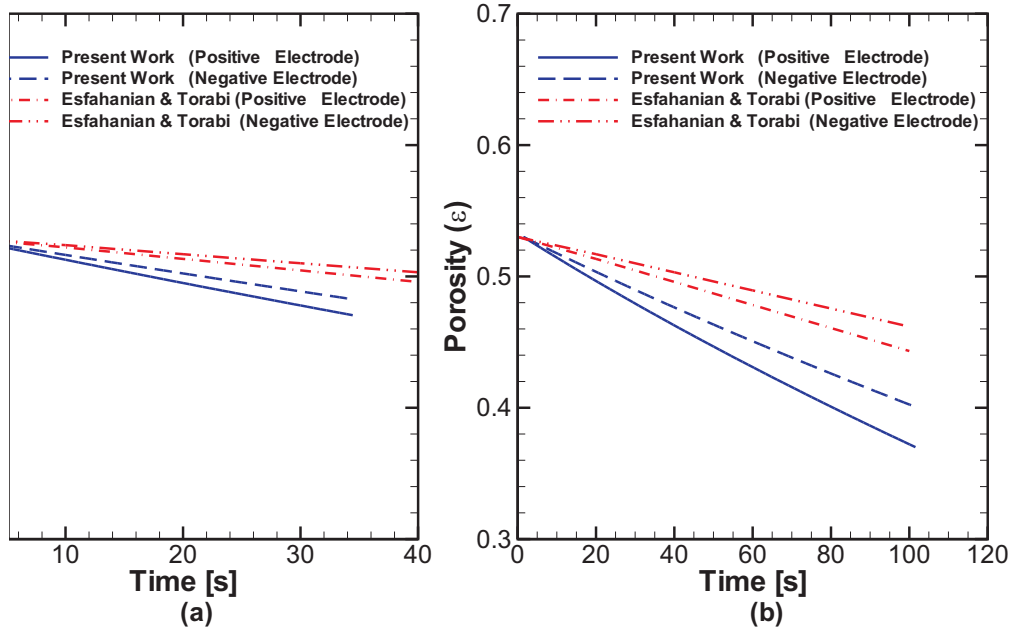 Present Work (Positive Electrode)
Present Work (Negative Electrode)
Esfahanian & Torabi (Positive Electrode)
Esfahanian & Torabi (Negative Electrode)
10 20 30 40
Time [s]
(a)
0.7
0.6
0.5
0.4
0.3
Porosity (ε)
Present Work (Positive Electrode)
Present Work (Negative Electrode)
Esfahanian & Torabi (Positive Electrode)
Esfahanian & Torabi (Negative Electrode)
0 20 40 60 80 100 120
Time [s]
(b)